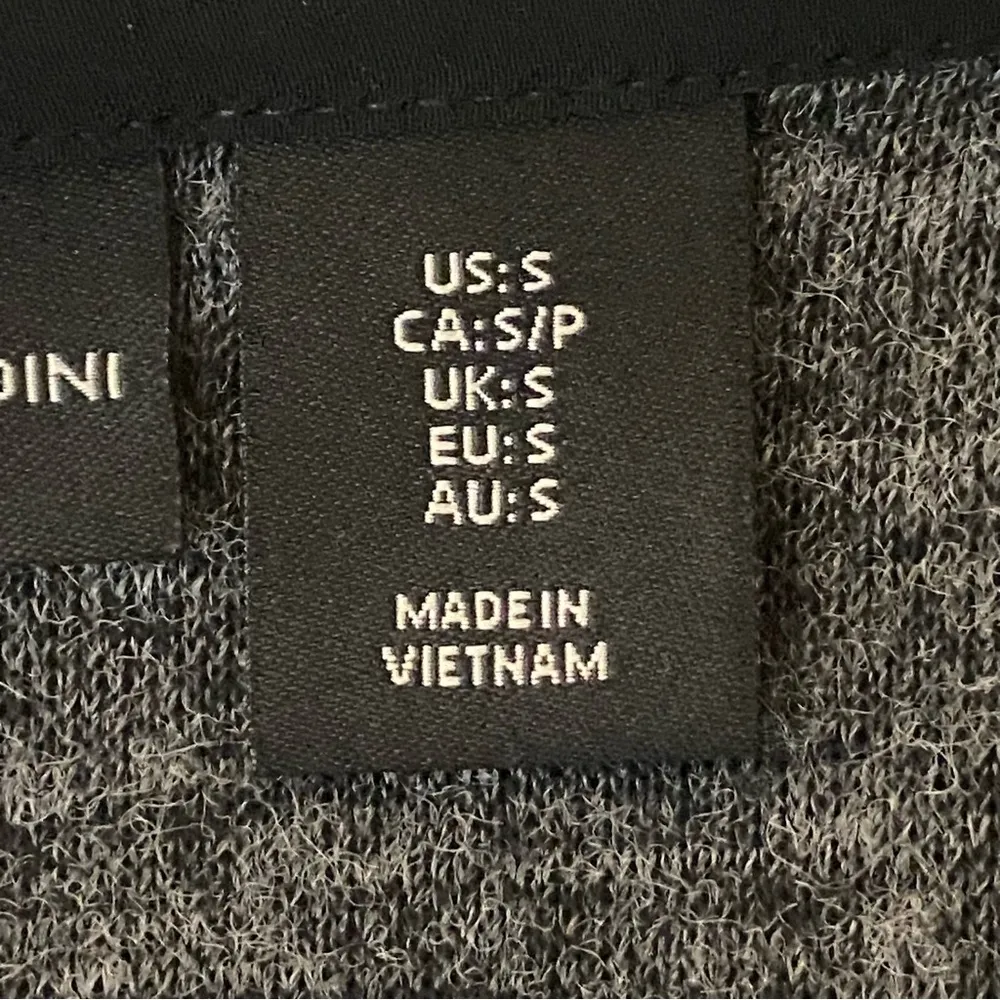 DINI
US: S
CA: S/P
UK: S
EU: S
AU: S
MADE IN
VIETNAM